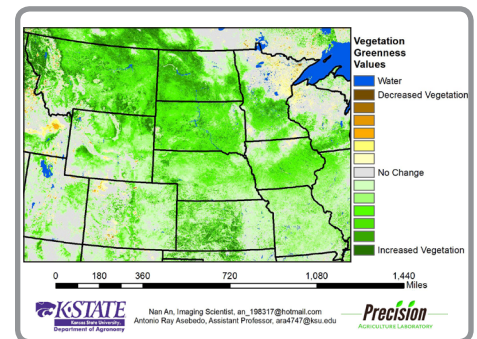 Vegetation
Greenness
Values
Water
Decreased Vegetation
No Change
Increased Vegetation
0 180 360 720 1,080 1,440
Miles
K-STATE
Kansas State University
Department of Agronomy
Nan An, Imaging Scientist, an_198317@hotmail.com
Antonio Ray Asebedo, Assistant Professor, ara4747@ksu.edu
Precision
AGRICULTURE LABORATORY